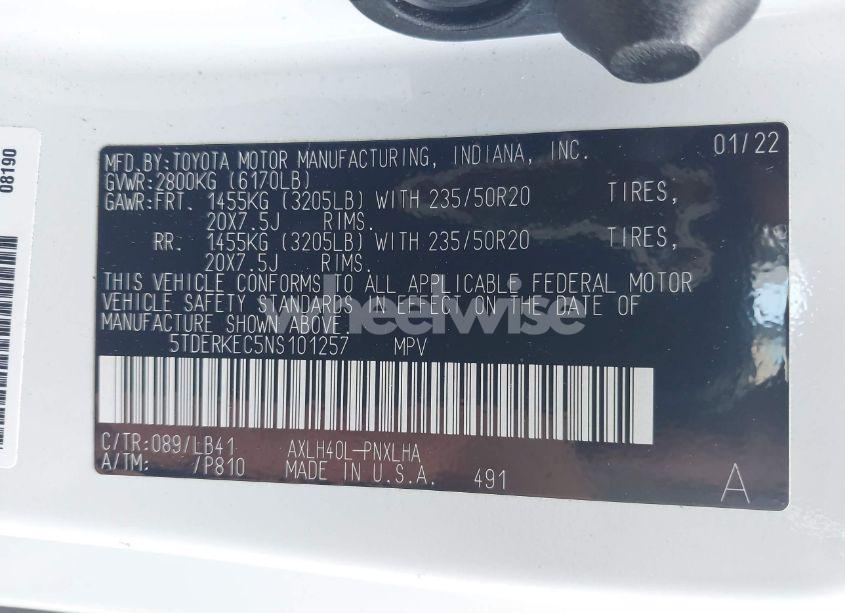 08190
MFD.BY:TOYOTA MOTOR MANUFACTURING, INDIANA, INC. 01/22
GVWR:2800KG (6170LB)
GAWR:FRT. 1455KG (3205LB) WITH 235/50R20 TIRES,
20X7.5J RIMS.
RR. 1455KG (3205LB) WITH 235/50R20 TIRES,
20X7.5J RIMS.
THIS VEHICLE CONFORMS TO ALL APPLICABLE FEDERAL MOTOR
VEHICLE SAFETY STANDARDS IN EFFECT ON THE DATE OF
MANUFACTURE SHOWN ABOVE.
wheelwise
5TDERKEC5NS101257 MPV
C/TR:089/LB41 AXLH40L-PNXLHA
A/TM: /P810 MADE IN U.S.A. 491 A